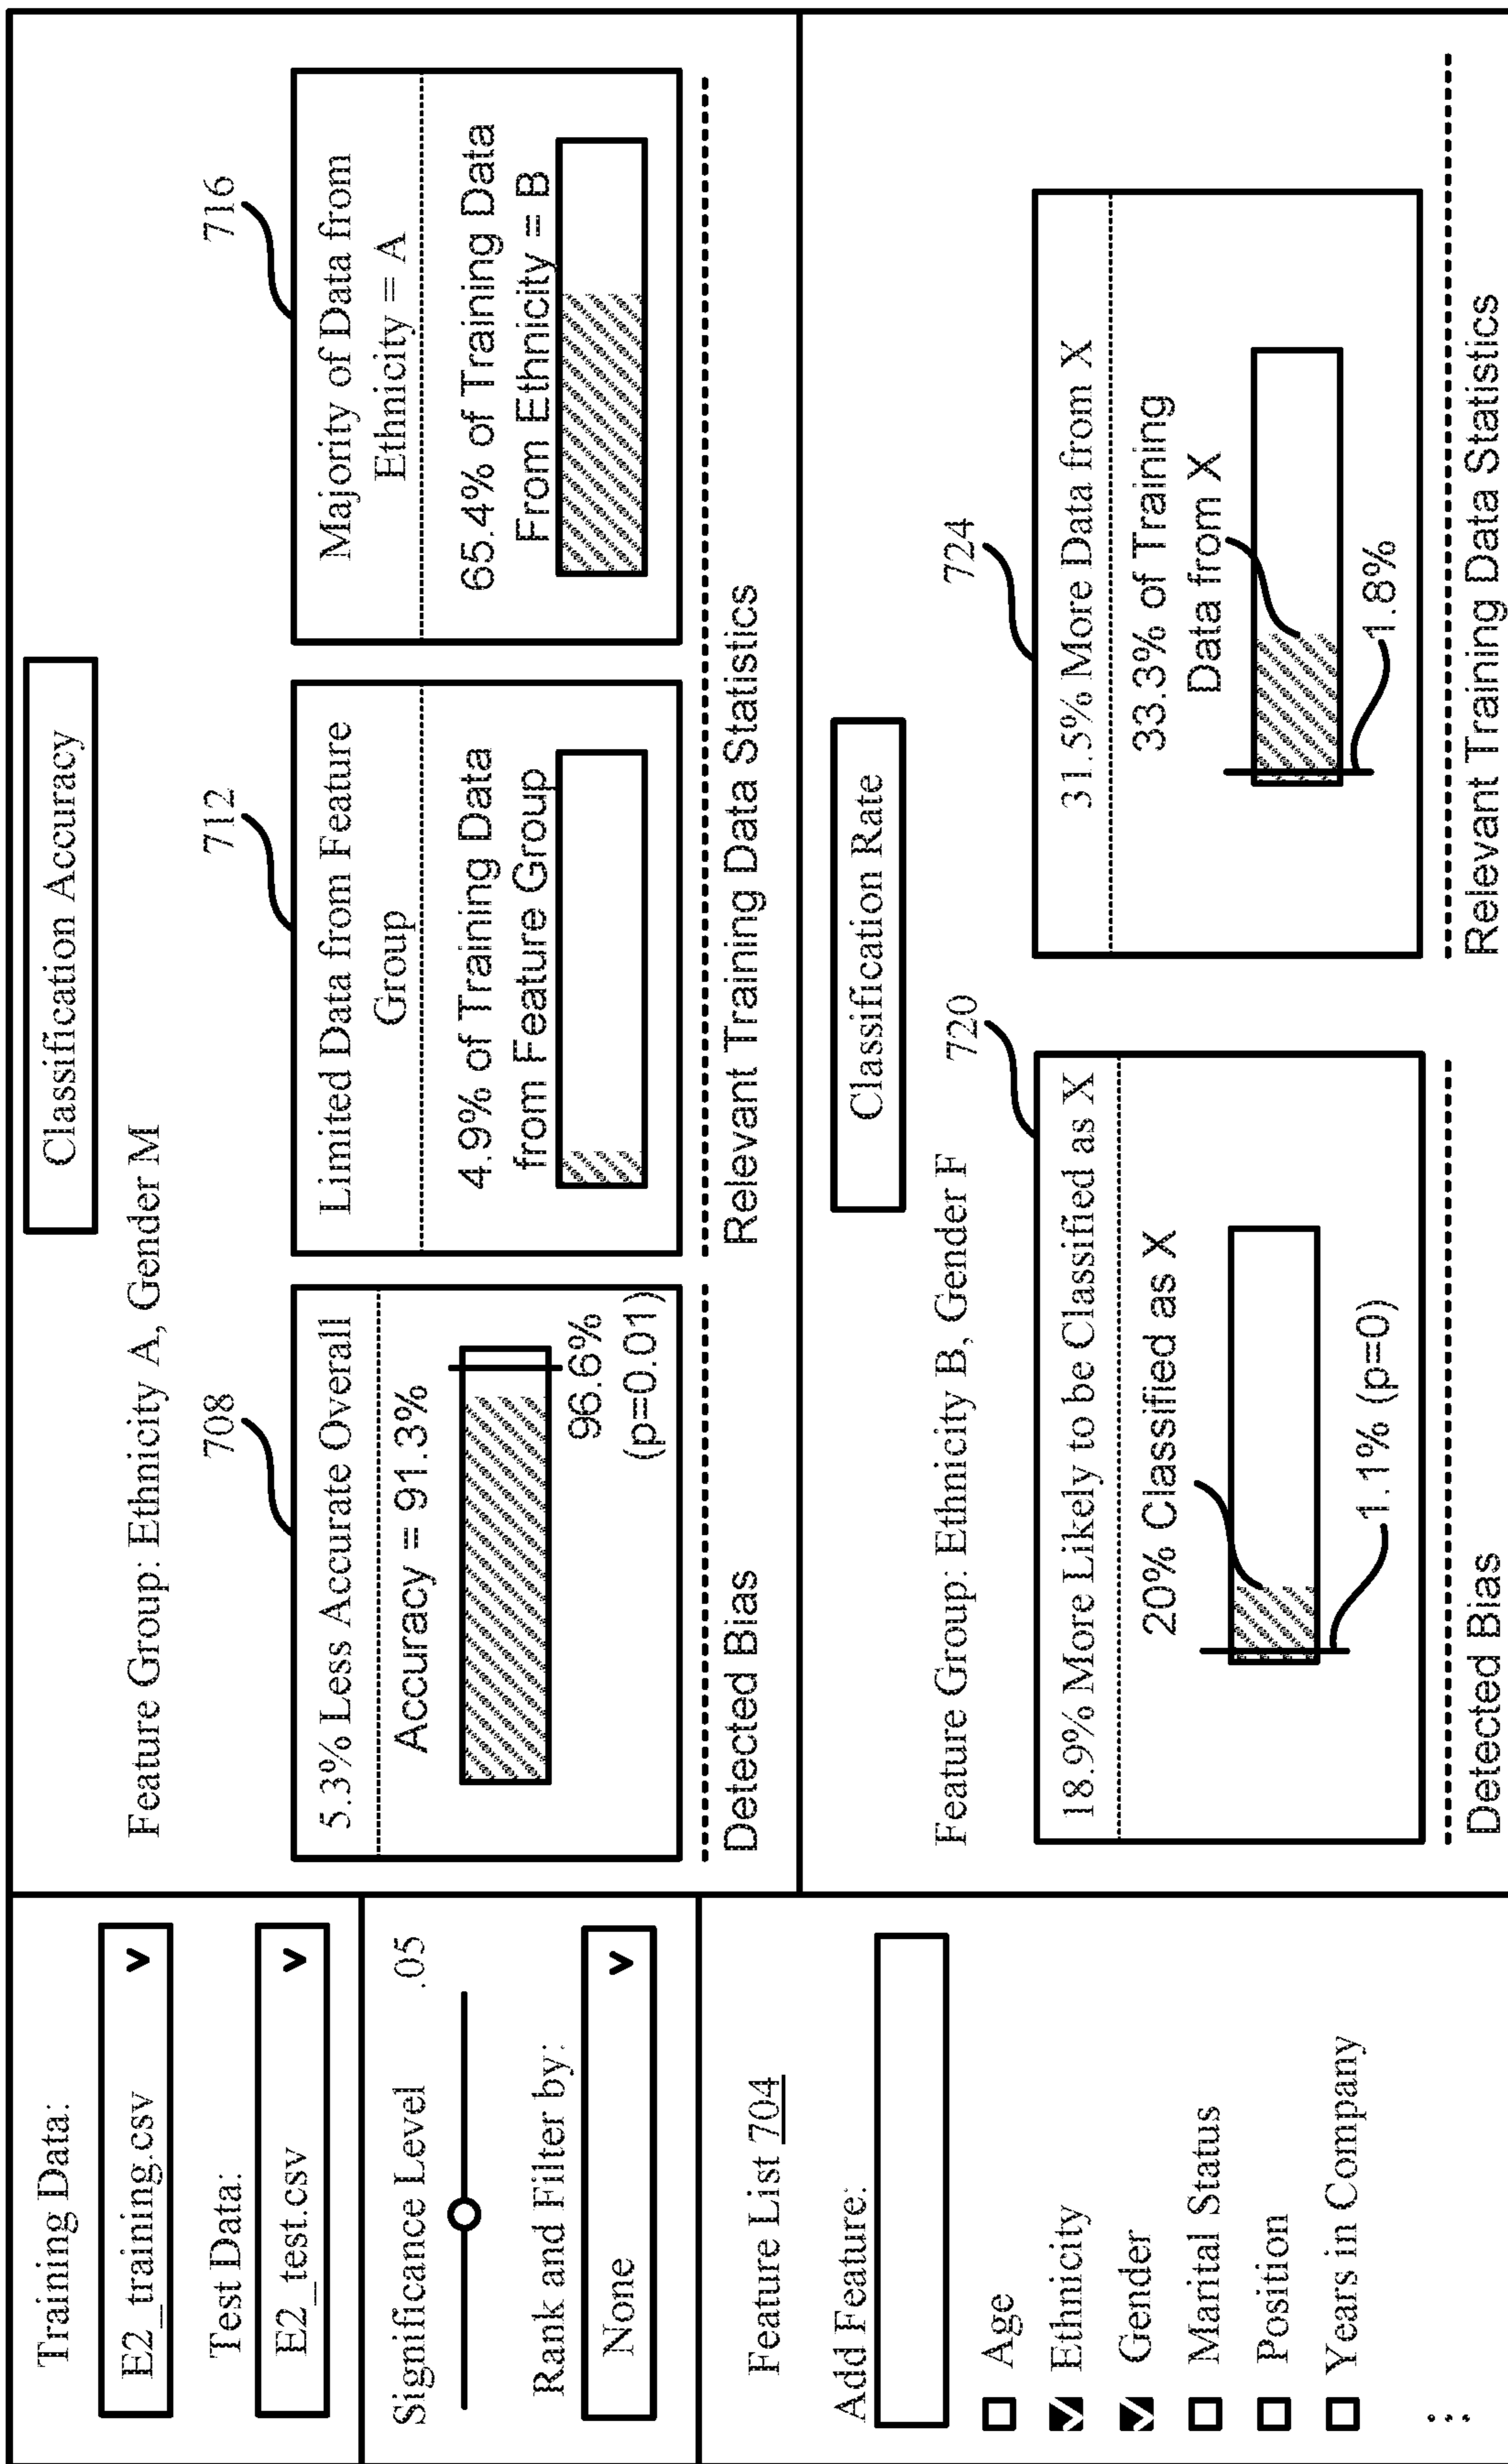 Training Data:
E2_training.csv
v
Test Data:
E2_test.csv
v
Significance Level .05
Rank and Filter by:
None
v
Feature List 704
Add Feature:
Age
Ethnicity
Gender
Marital Status
Position
Years in Company
Classification Accuracy
Feature Group: Ethnicity A, Gender M
708
5.3% Less Accurate Overall
Accuracy = 91.3%
96.6%
(p=0.01)
Detected Bias
712
Limited Data from Feature
Group
4.9% of Training Data
from Feature Group
716
Majority of Data from
Ethnicity = A
65.4% of Training Data
From Ethnicity = B
Relevant Training Data Statistics
Classification Rate
Feature Group: Ethnicity B, Gender F
720
18.9% More Likely to be Classified as X
20% Classified as X
1.1% (p=0)
Detected Bias
724
31.5% More Data from X
33.3% of Training
Data from X
1.8%
Relevant Training Data Statistics